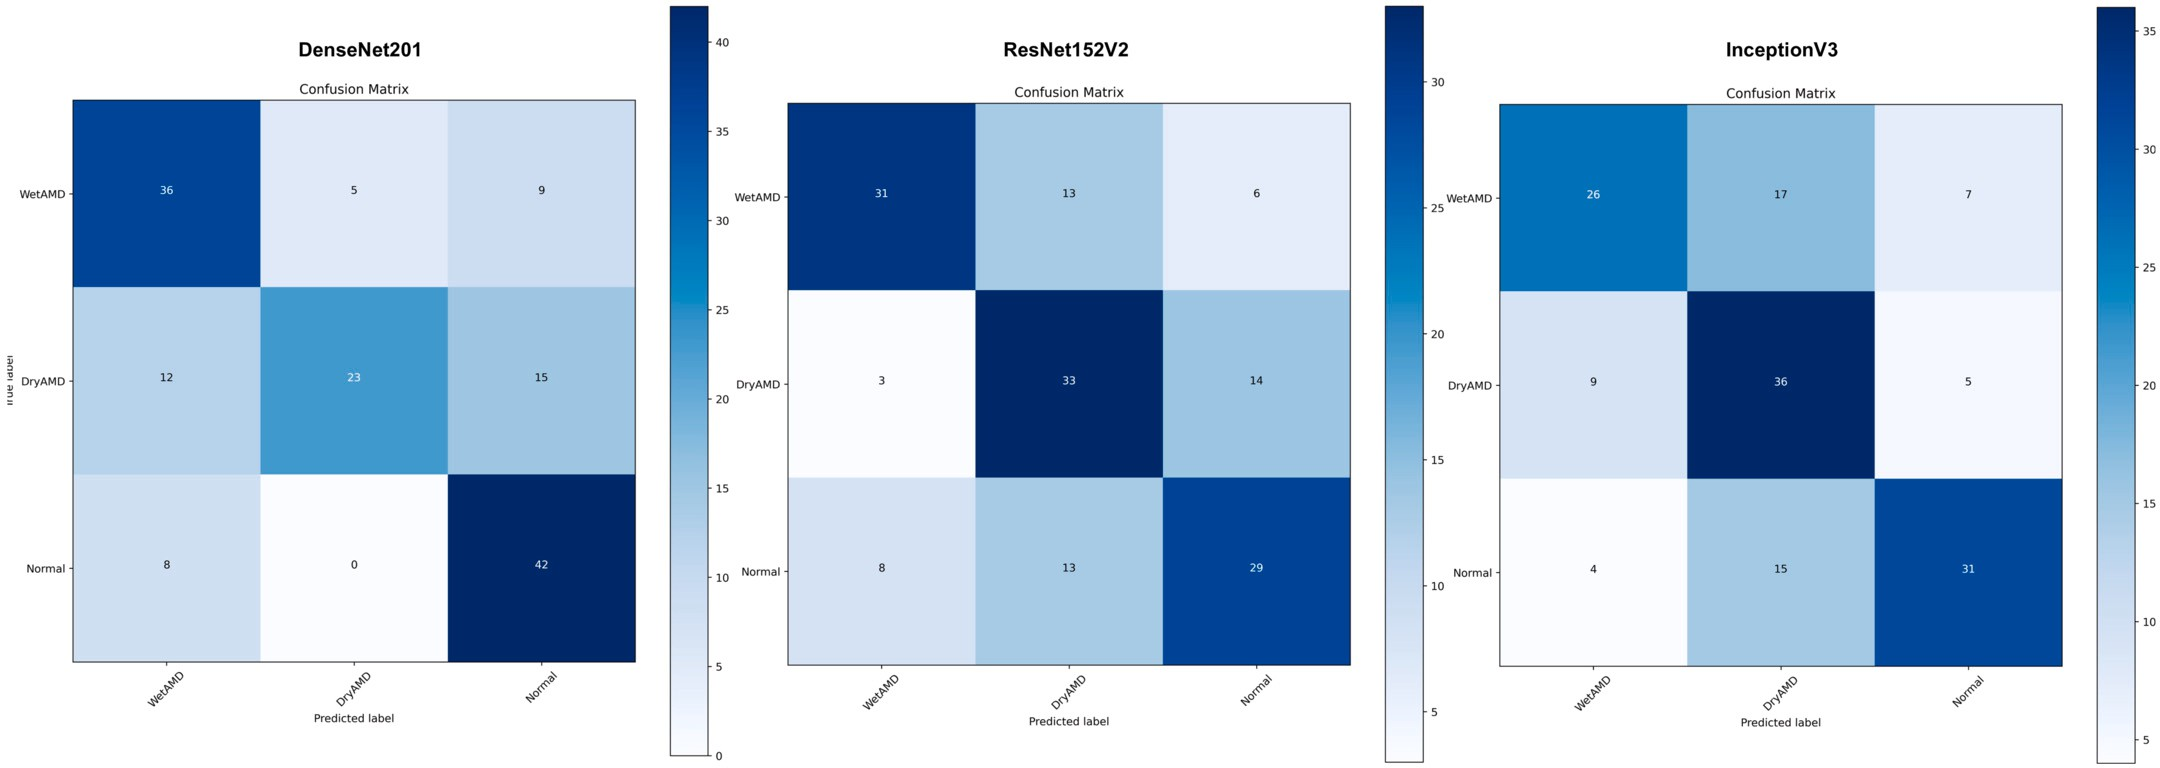 DenseNet201
Confusion Matrix
WetAMD 36 5 9
DryAMD 12 23 15
Normal 8 0 42
WetAMD DryAMD Normal
Predicted label
40
35
30
25
20
15
10
5
0
ResNet152V2
Confusion Matrix
WetAMD 31 13 6
DryAMD 3 33 14
Normal 8 13 29
WetAMD DryAMD Normal
Predicted label
30
25
20
15
10
5
InceptionV3
Confusion Matrix
WetAMD 26 17 7
DryAMD 9 36 5
Normal 4 15 31
WetAMD DryAMD Normal
Predicted label
35
30
25
20
15
10
5